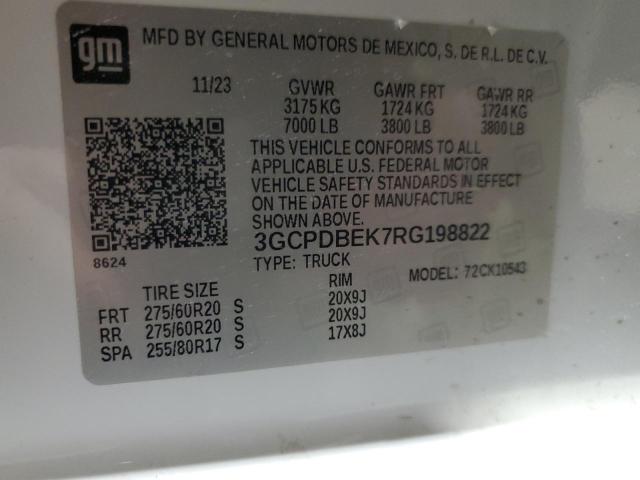 gm
MFD BY GENERAL MOTORS DE MEXICO, S. DE R.L. DE C.V.
11/23 GVWR GAWR FRT GAWR RR
3175 KG 1724 KG 1724 KG
7000 LB 3800 LB 3800 LB
THIS VEHICLE CONFORMS TO ALL
APPLICABLE U.S. FEDERAL MOTOR
VEHICLE SAFETY STANDARDS IN EFFECT
ON THE DATE OF MANUFACTURE
SHOWN ABOVE
3GCPDBEK7RG198822
8624
TYPE: TRUCK MODEL: 72CK10543
TIRE SIZE RIM
FRT 275/60R20 S 20X9J
RR 275/60R20 S 20X9J
SPA 255/80R17 S 17X8J